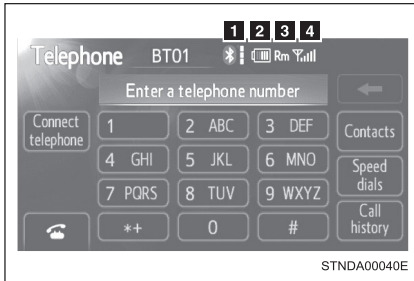 1 2 3 4
Telephone BT01 Rm
Enter a telephone number
Connect
telephone
1 2 ABC 3 DEF
Contacts
4 GHI 5 JKL 6 MNO
Speed
dials
7 PQRS 8 TUV 9 WXYZ
Call
history
*+ 0 #
STNDA00040E